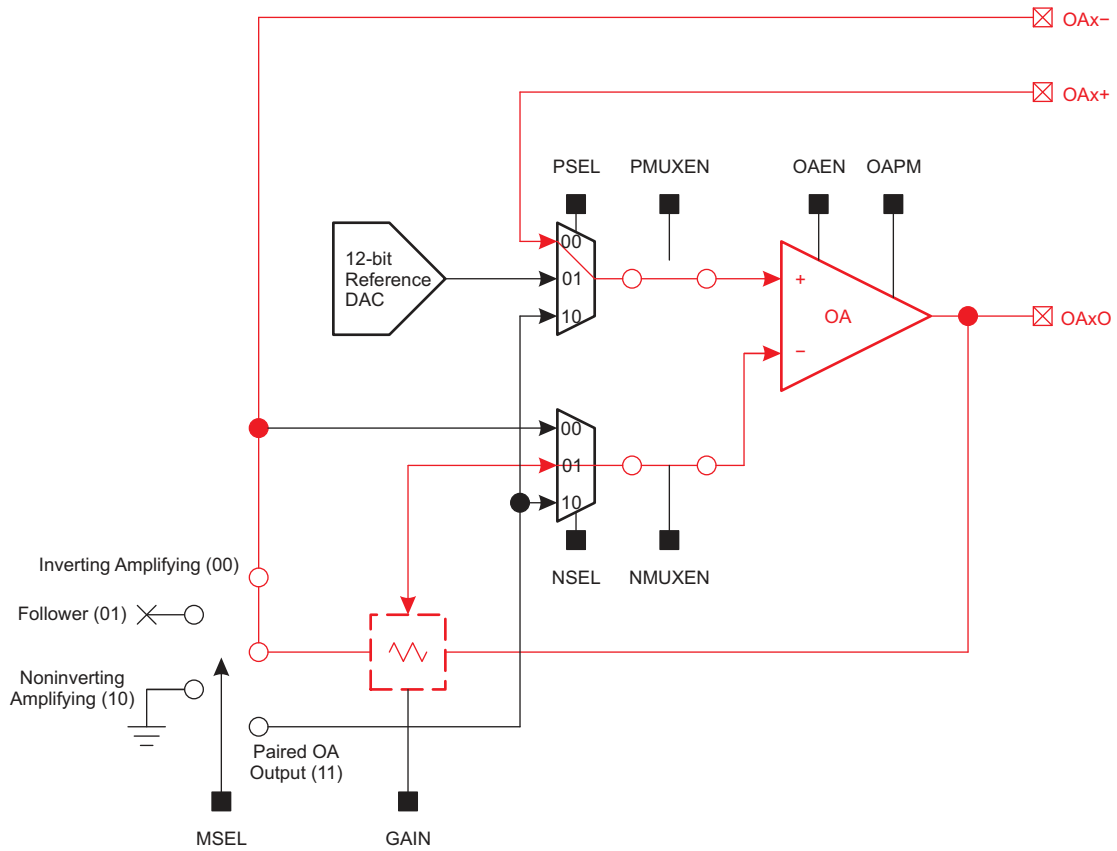 OAx−
OAx+
PSEL
PMUXEN
OAEN
OAPM
12-bit
Reference
DAC
00
01
10
+
OA
−
OAxO
00
01
10
NSEL
NMUXEN
Inverting Amplifying (00)
Follower (01)
Noninverting
Amplifying (10)
Paired OA
Output (11)
MSEL
GAIN